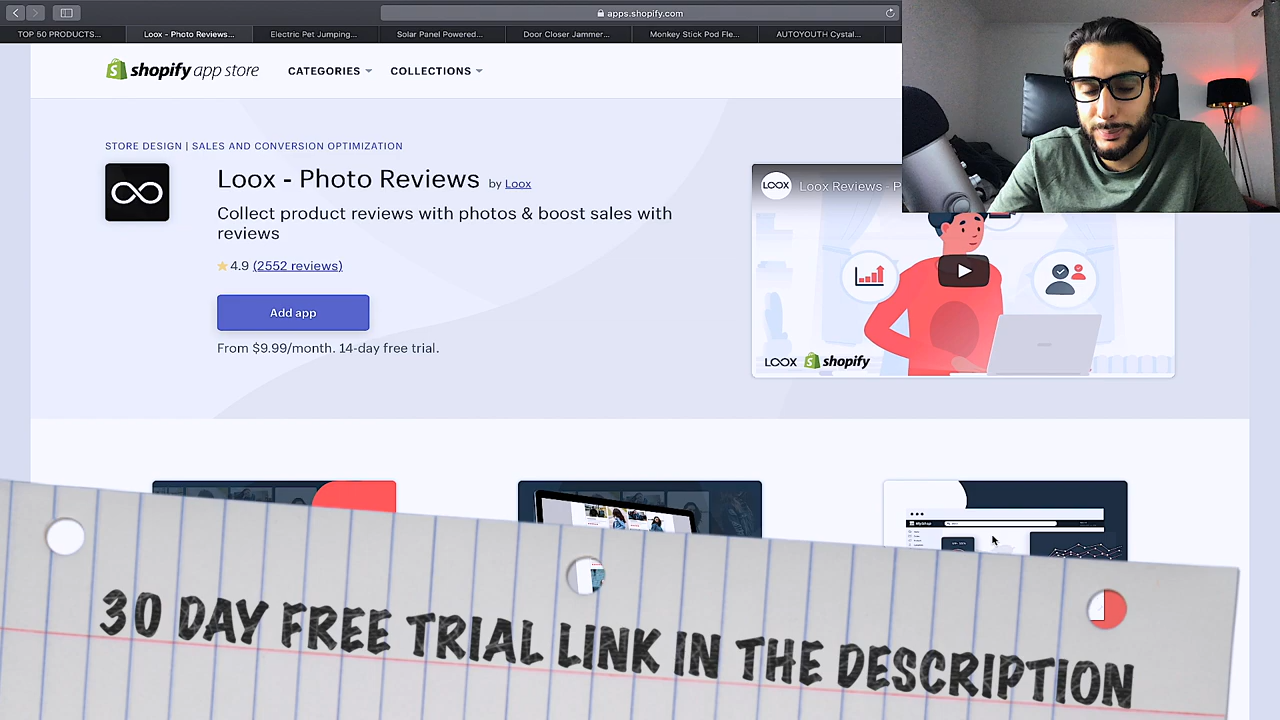 apps.shopify.com
TOP 50 PRODUCTS...
Loox - Photo Reviews...
Electric Pet Jumping...
Solar Panel Powered...
Door Closer Jammer...
Monkey Stick Pod Fle...
AUTOYOUTH Cystal...
shopify app store
CATEGORIES
COLLECTIONS
STORE DESIGN | SALES AND CONVERSION OPTIMIZATION
Loox - Photo Reviews by Loox
Collect product reviews with photos & boost sales with
reviews
4.9 (2552 reviews)
Add app
From $9.99/month. 14-day free trial.
LOOX
Loox Reviews - P
LOOX shopify
30 DAY FREE TRIAL LINK IN THE DESCRIPTION